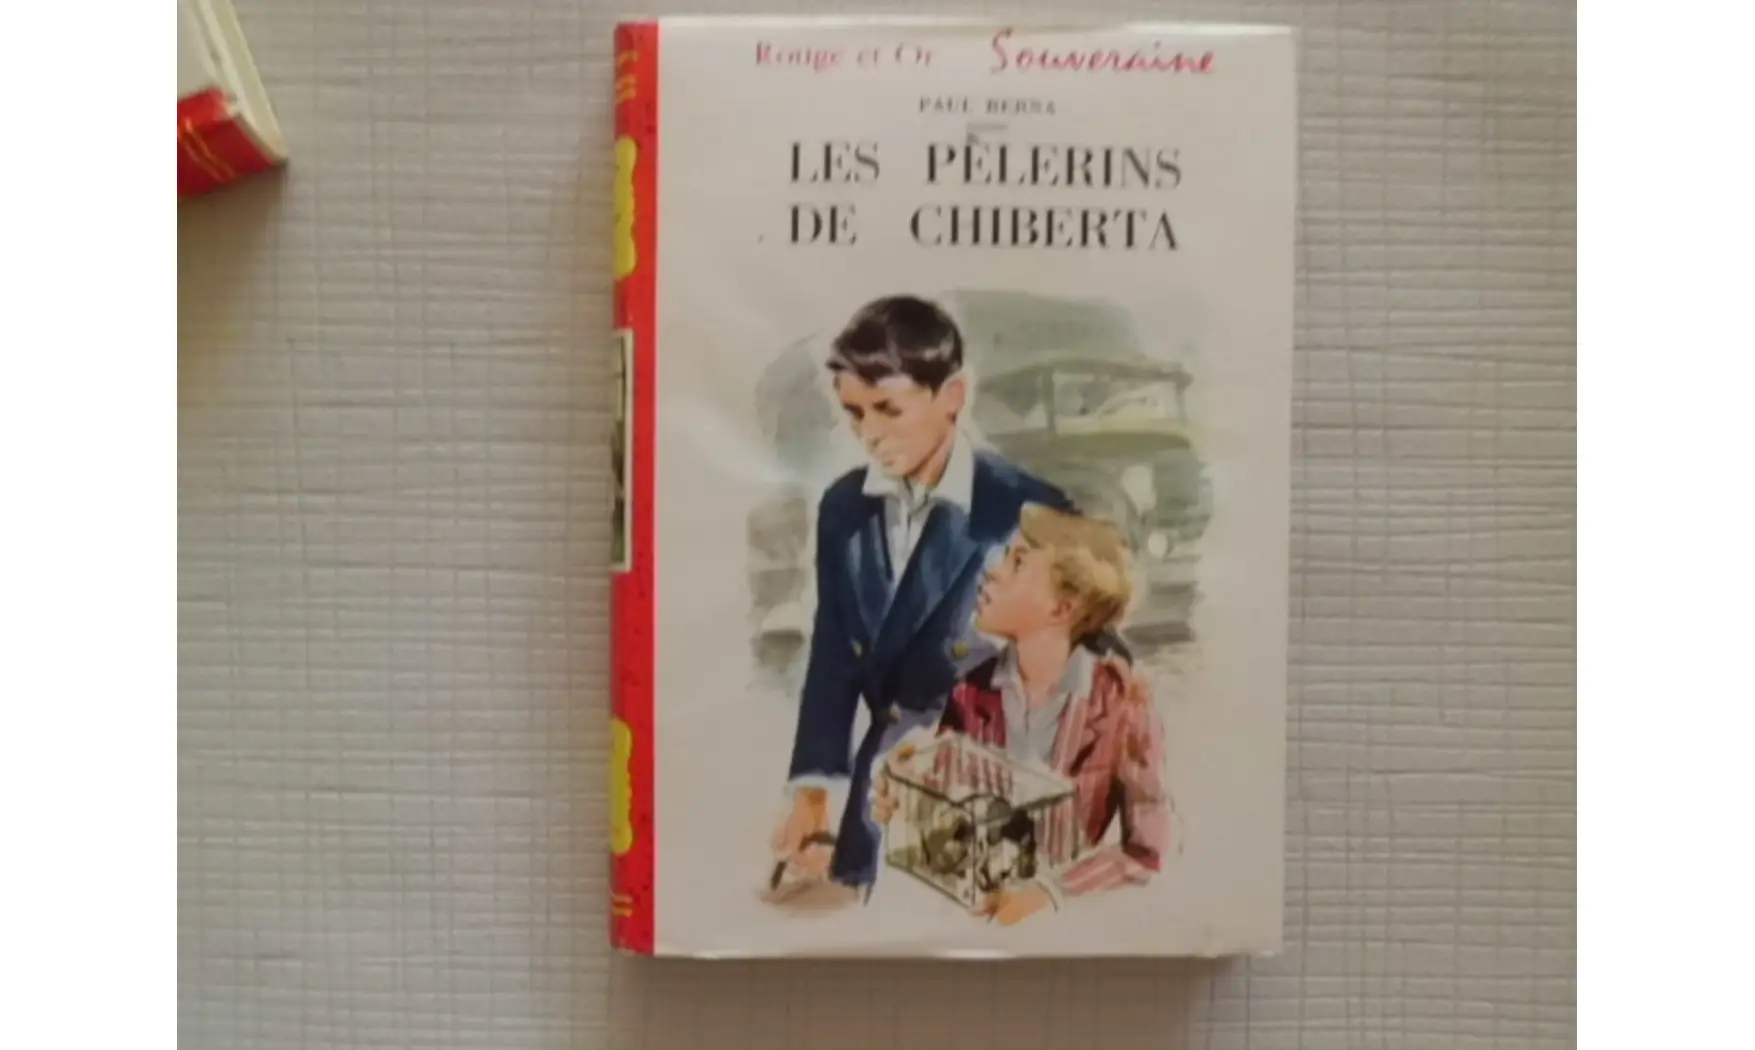 Rouge et Or Souveraine
PAUL BERNA
LES PÈLERINS
DE CHIBERTA